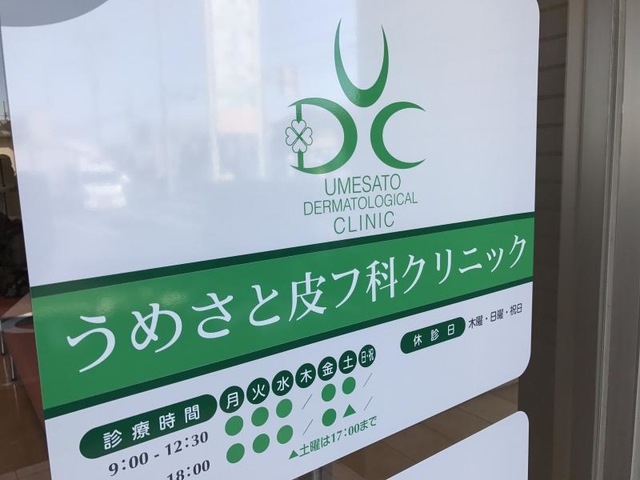 UDC
UMESATO
DERMATOLOGICAL
CLINIC
うめさと皮フ科クリニック
休診日 木曜・日曜・祝日
診療時間 月 火 水 木 金 土 日・祝
9:00 - 12:30 ● ● ● / ● ● /
18:00 ● ● ● / ● ▲ /
▲土曜は17:00まで